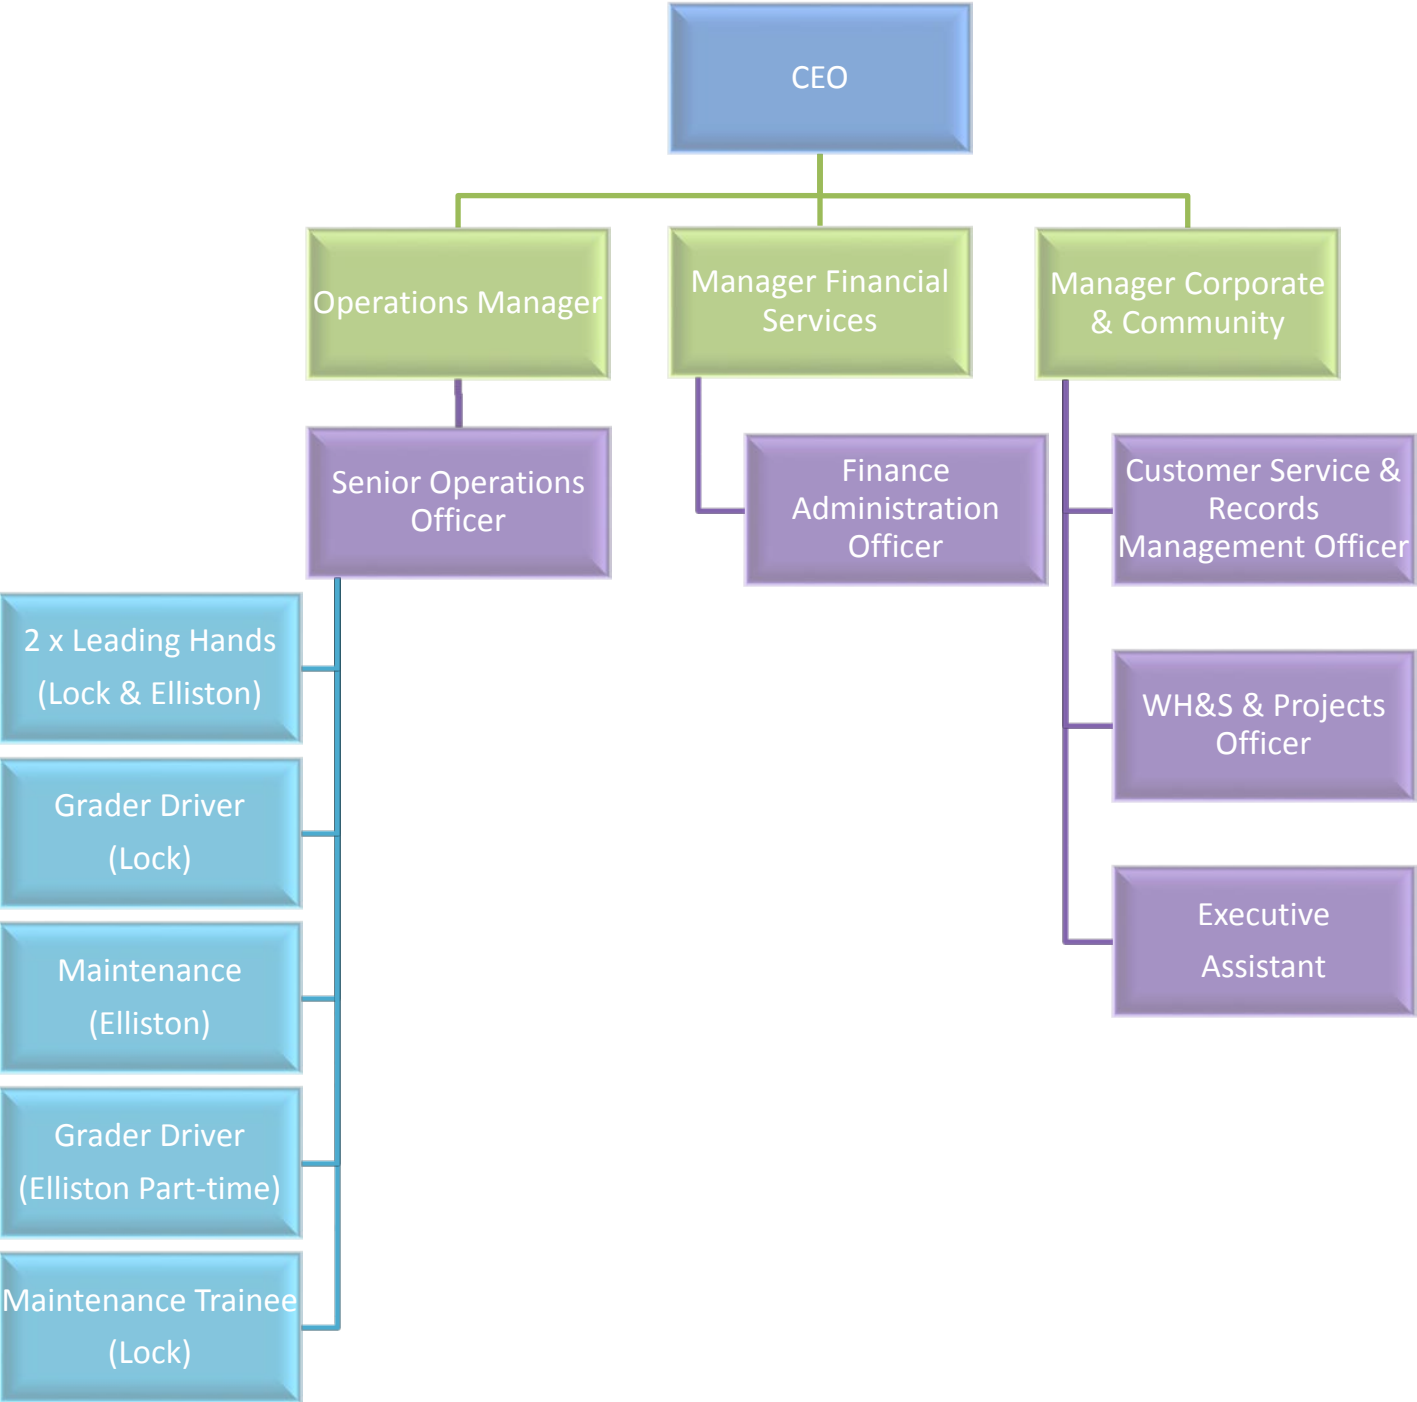 CEO
Operations Manager
Manager Financial
Services
Manager Corporate
& Community
Senior Operations
Officer
Finance
Administration
Officer
Customer Service &
Records
Management Officer
2 x Leading Hands
(Lock & Elliston)
WH&S & Projects
Officer
Grader Driver
(Lock)
Executive
Assistant
Maintenance
(Elliston)
Grader Driver
(Elliston Part-time)
Maintenance Trainee
(Lock)